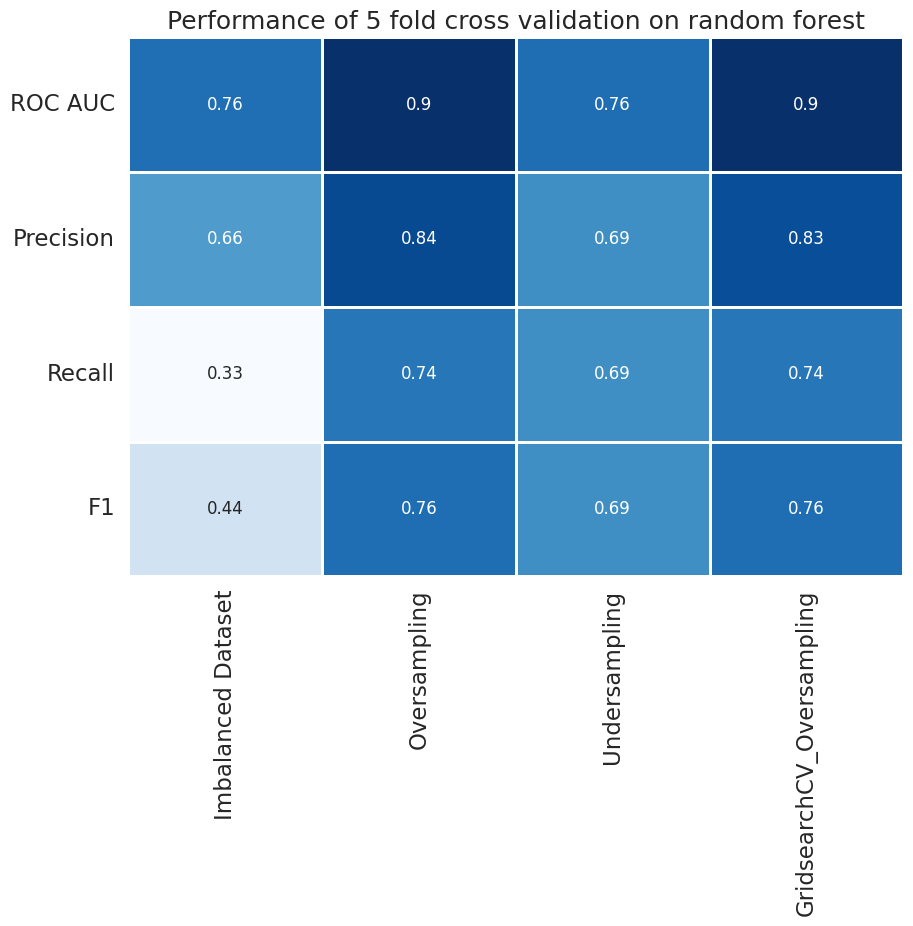 Performance of 5 fold cross validation on random forest
ROC AUC 0.76 0.9 0.76 0.9
Precision 0.66 0.84 0.69 0.83
Recall 0.33 0.74 0.69 0.74
F1 0.44 0.76 0.69 0.76
Imbalanced Dataset
Oversampling
Undersampling
GridsearchCV_Oversampling